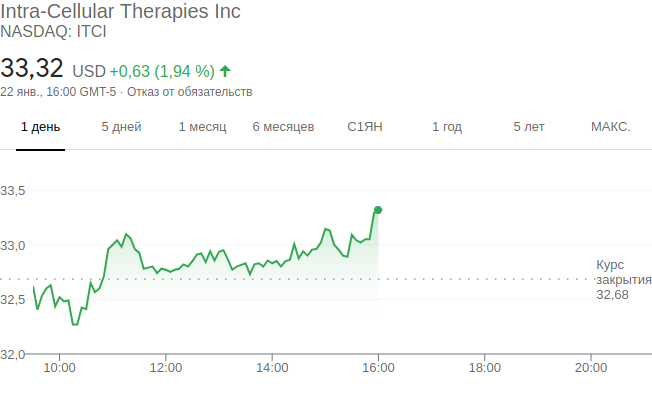 Intra-Cellular Therapies Inc
NASDAQ: ITCI
33,32 USD +0,63 (1,94 %)
22 янв., 16:00 GMT-5 · Отказ от обязательств
1 день 5 дней 1 месяц 6 месяцев С1ЯН 1 год 5 лет МАКС.
33,5
33,0
Курс
закрытия
32,68
32,5
32,0
10:00 12:00 14:00 16:00 18:00 20:00